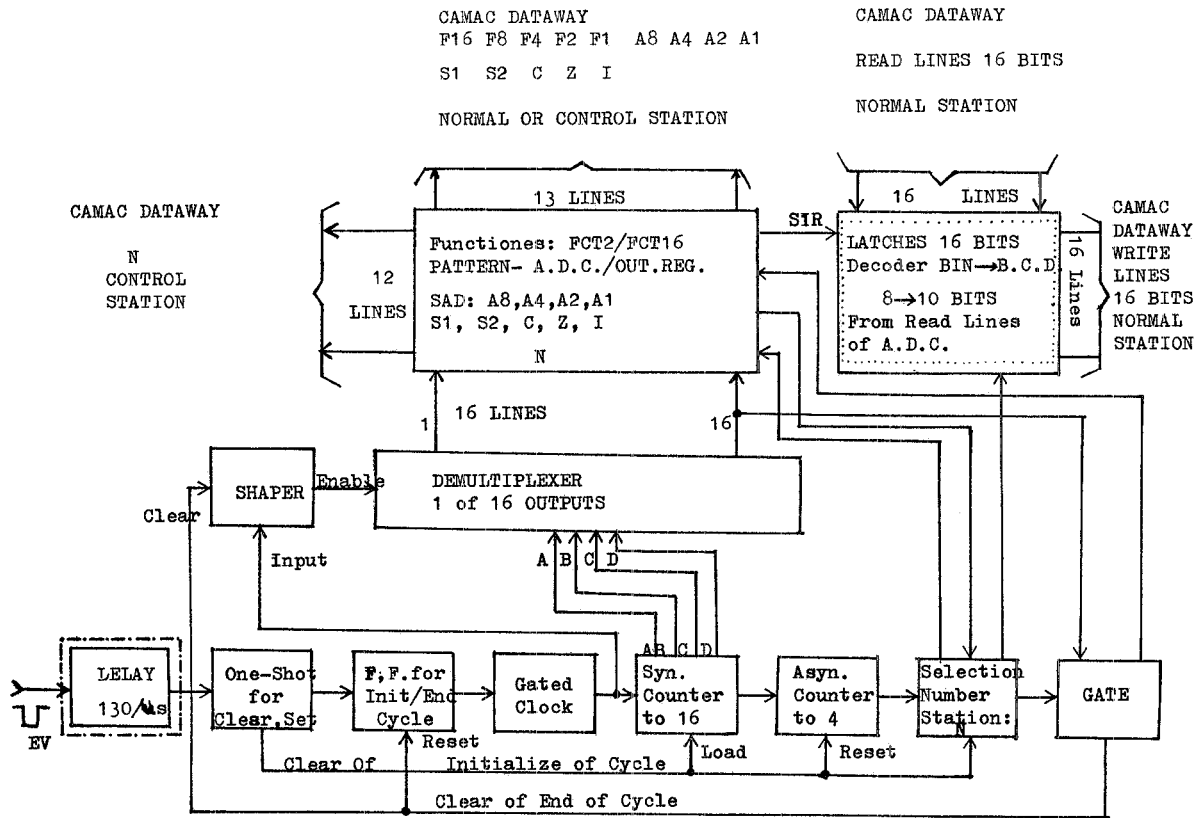 CAMAC DATAWAY
F16 F8 F4 F2 F1 A8 A4 A2 A1
S1 S2 C Z I
NORMAL OR CONTROL STATION
CAMAC DATAWAY
READ LINES 16 BITS
NORMAL STATION
CAMAC DATAWAY
N
CONTROL
STATION
12
LINES
13 LINES
Functiones: FCT2/FCT16
PATTERN- A.D.C./OUT.REG.
SAD: A8,A4,A2,A1
S1, S2, C, Z, I
N
STR
16 LINES
LATCHES 16 BITS
Decoder BIN→B.C.D
8→10 BITS
From Read Lines
of A.D.C.
16 Lines
CAMAC
DATAWAY
WRITE
LINES
16 BITS
NORMAL
STATION
1
16 LINES
16
SHAPER
Enable
Clear
Input
DEMULTIPLEXER
1 of 16 OUTPUTS
A B C D
AB C D
EV
LELAY
130/us
One-Shot
for
Clear,Set
F,F.for
Init/End
Cycle
Reset
Gated
Clock
Syn.
Counter
to 16
Load
Asyn.
Counter
to 4
Reset
Selection
Number
Station:
N
GATE
Clear Of Initialize of Cycle
Clear of End of Cycle